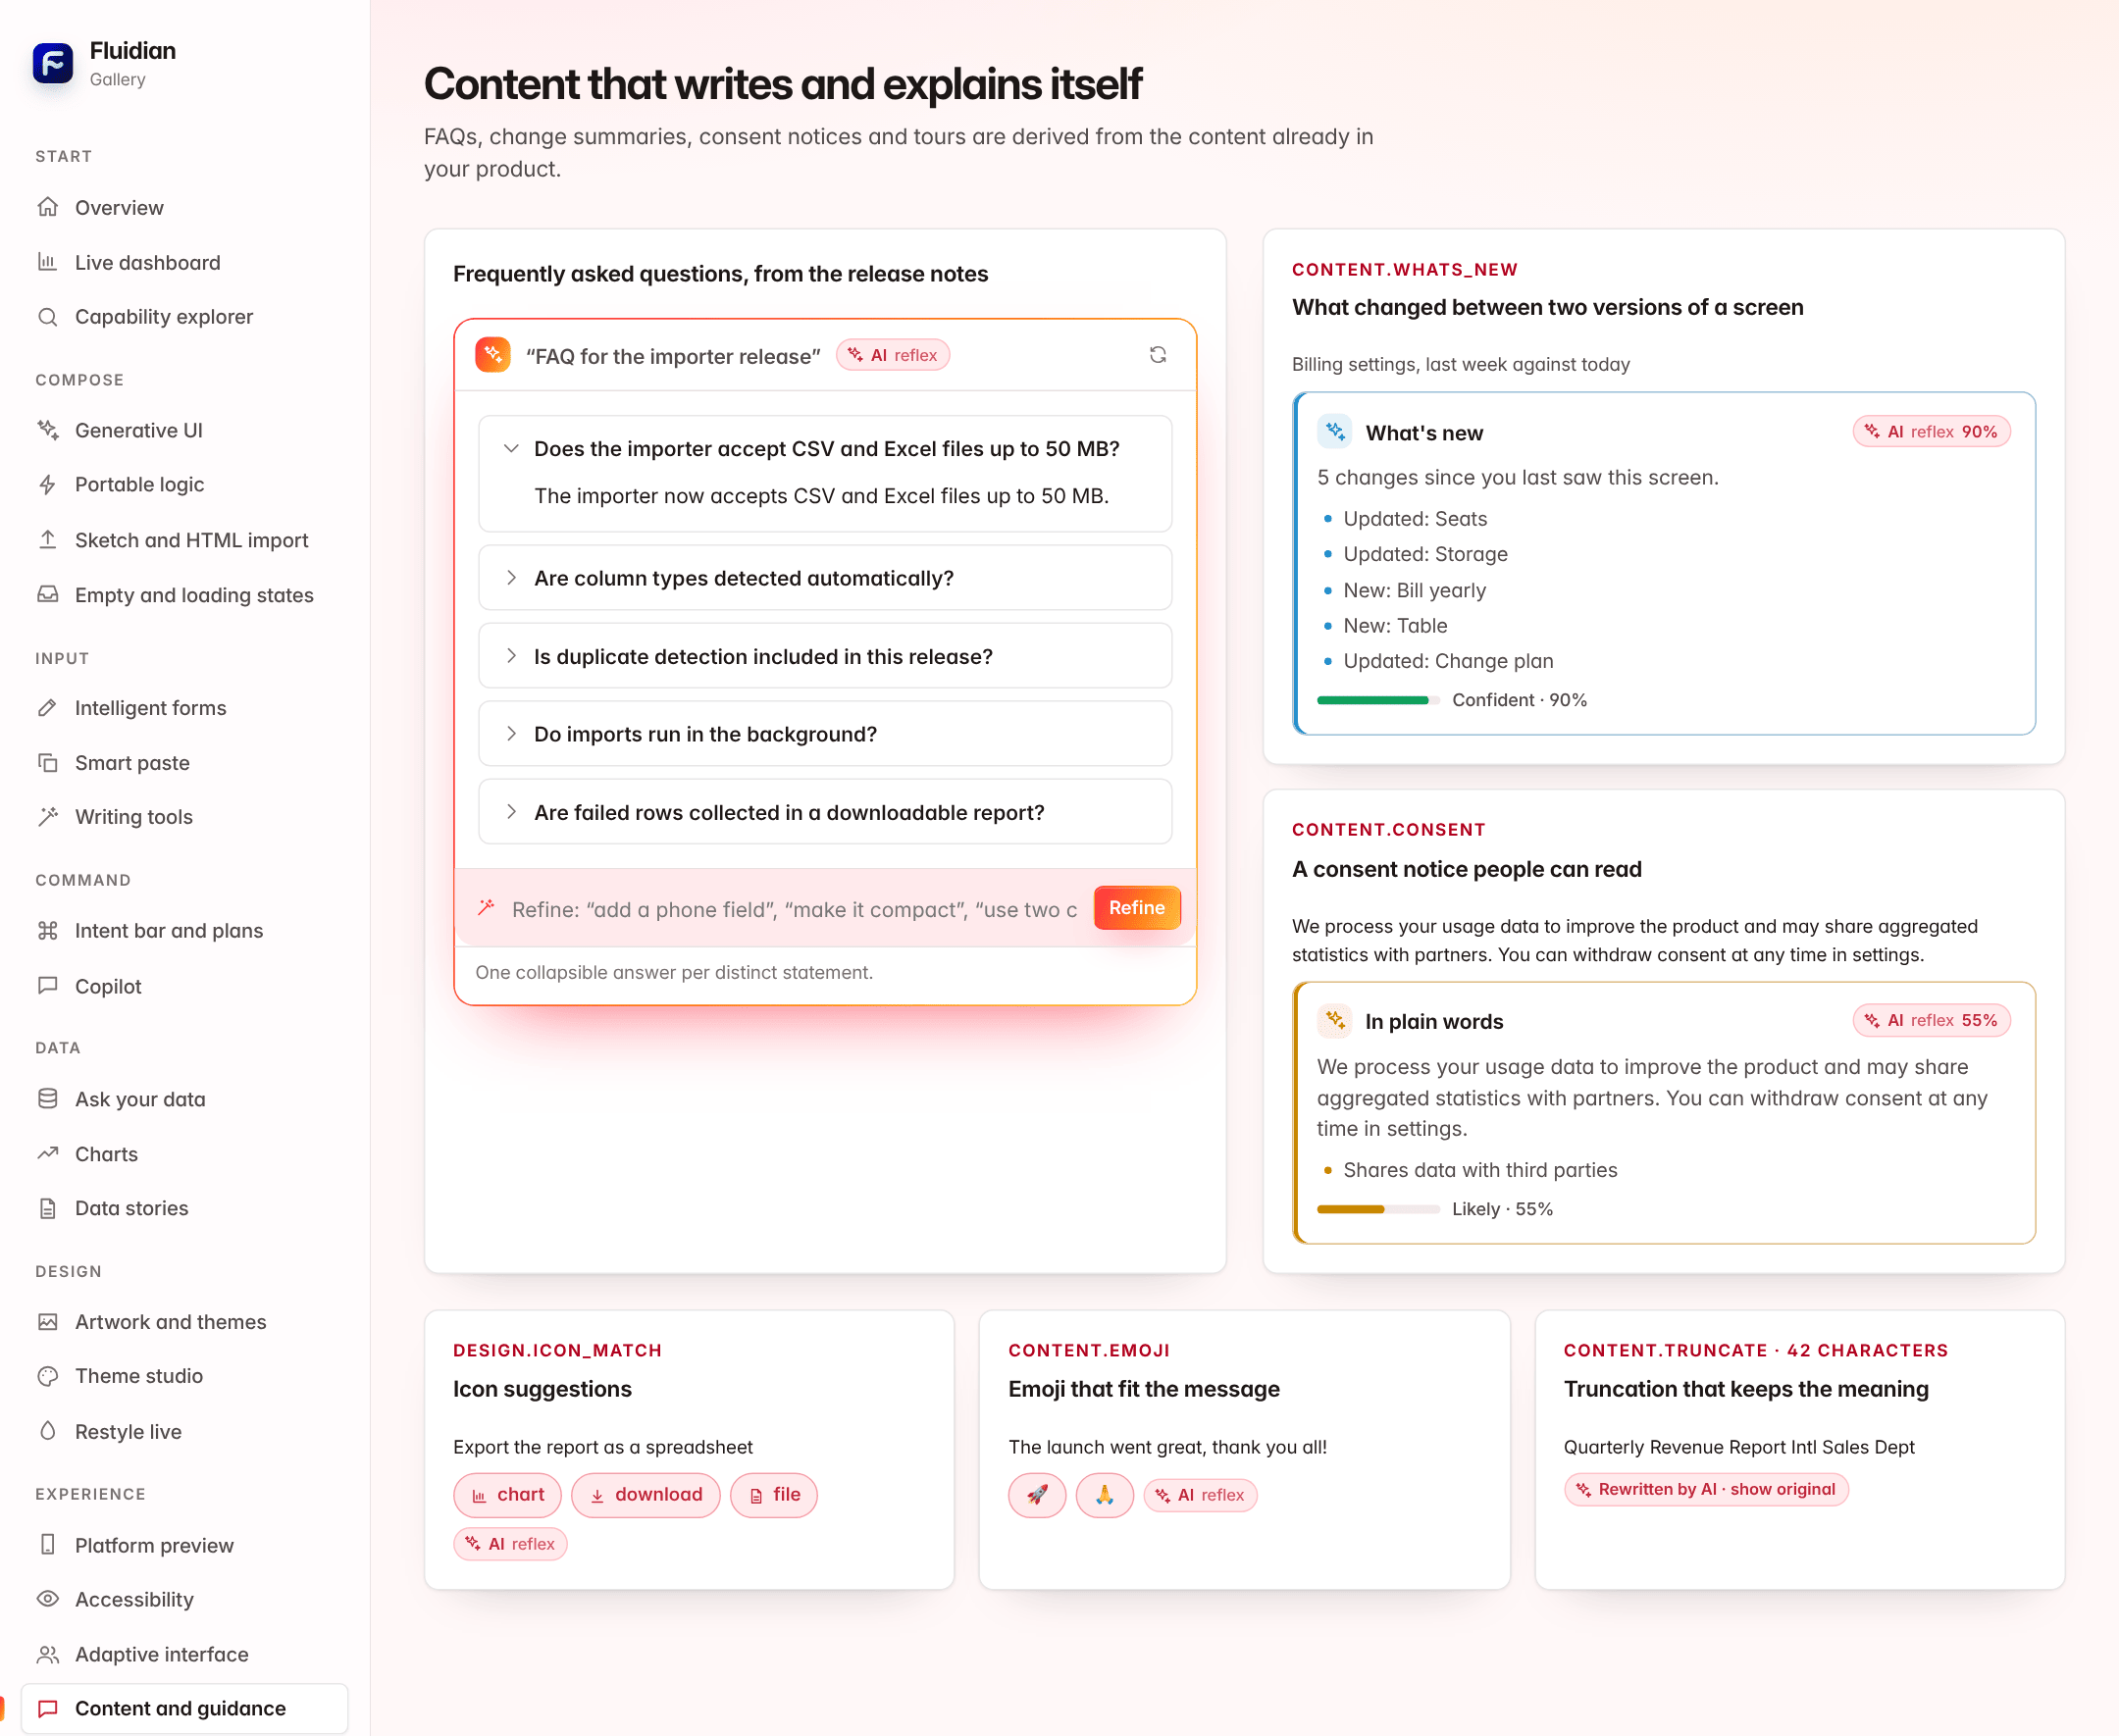 Fluidian
Gallery
START
Overview
Live dashboard
Capability explorer
COMPOSE
Generative UI
Portable logic
Sketch and HTML import
Empty and loading states
INPUT
Intelligent forms
Smart paste
Writing tools
COMMAND
Intent bar and plans
Copilot
DATA
Ask your data
Charts
Data stories
DESIGN
Artwork and themes
Theme studio
Restyle live
EXPERIENCE
Platform preview
Accessibility
Adaptive interface
Content and guidance
Content that writes and explains itself
FAQs, change summaries, consent notices and tours are derived from the content already in
your product.
Frequently asked questions, from the release notes
“FAQ for the importer release” AI reflex
Does the importer accept CSV and Excel files up to 50 MB?
The importer now accepts CSV and Excel files up to 50 MB.
Are column types detected automatically?
Is duplicate detection included in this release?
Do imports run in the background?
Are failed rows collected in a downloadable report?
Refine: “add a phone field”, “make it compact”, “use two c Refine
One collapsible answer per distinct statement.
CONTENT.WHATS_NEW
What changed between two versions of a screen
Billing settings, last week against today
What's new AI reflex 90%
5 changes since you last saw this screen.
Updated: Seats
Updated: Storage
New: Bill yearly
New: Table
Updated: Change plan
Confident · 90%
CONTENT.CONSENT
A consent notice people can read
We process your usage data to improve the product and may share aggregated
statistics with partners. You can withdraw consent at any time in settings.
In plain words AI reflex 55%
We process your usage data to improve the product and may share
aggregated statistics with partners. You can withdraw consent at any
time in settings.
Shares data with third parties
Likely · 55%
DESIGN.ICON_MATCH
Icon suggestions
Export the report as a spreadsheet
chart download file
AI reflex
CONTENT.EMOJI
Emoji that fit the message
The launch went great, thank you all!
🚀 🙏 AI reflex
CONTENT.TRUNCATE · 42 CHARACTERS
Truncation that keeps the meaning
Quarterly Revenue Report Intl Sales Dept
Rewritten by AI · show original